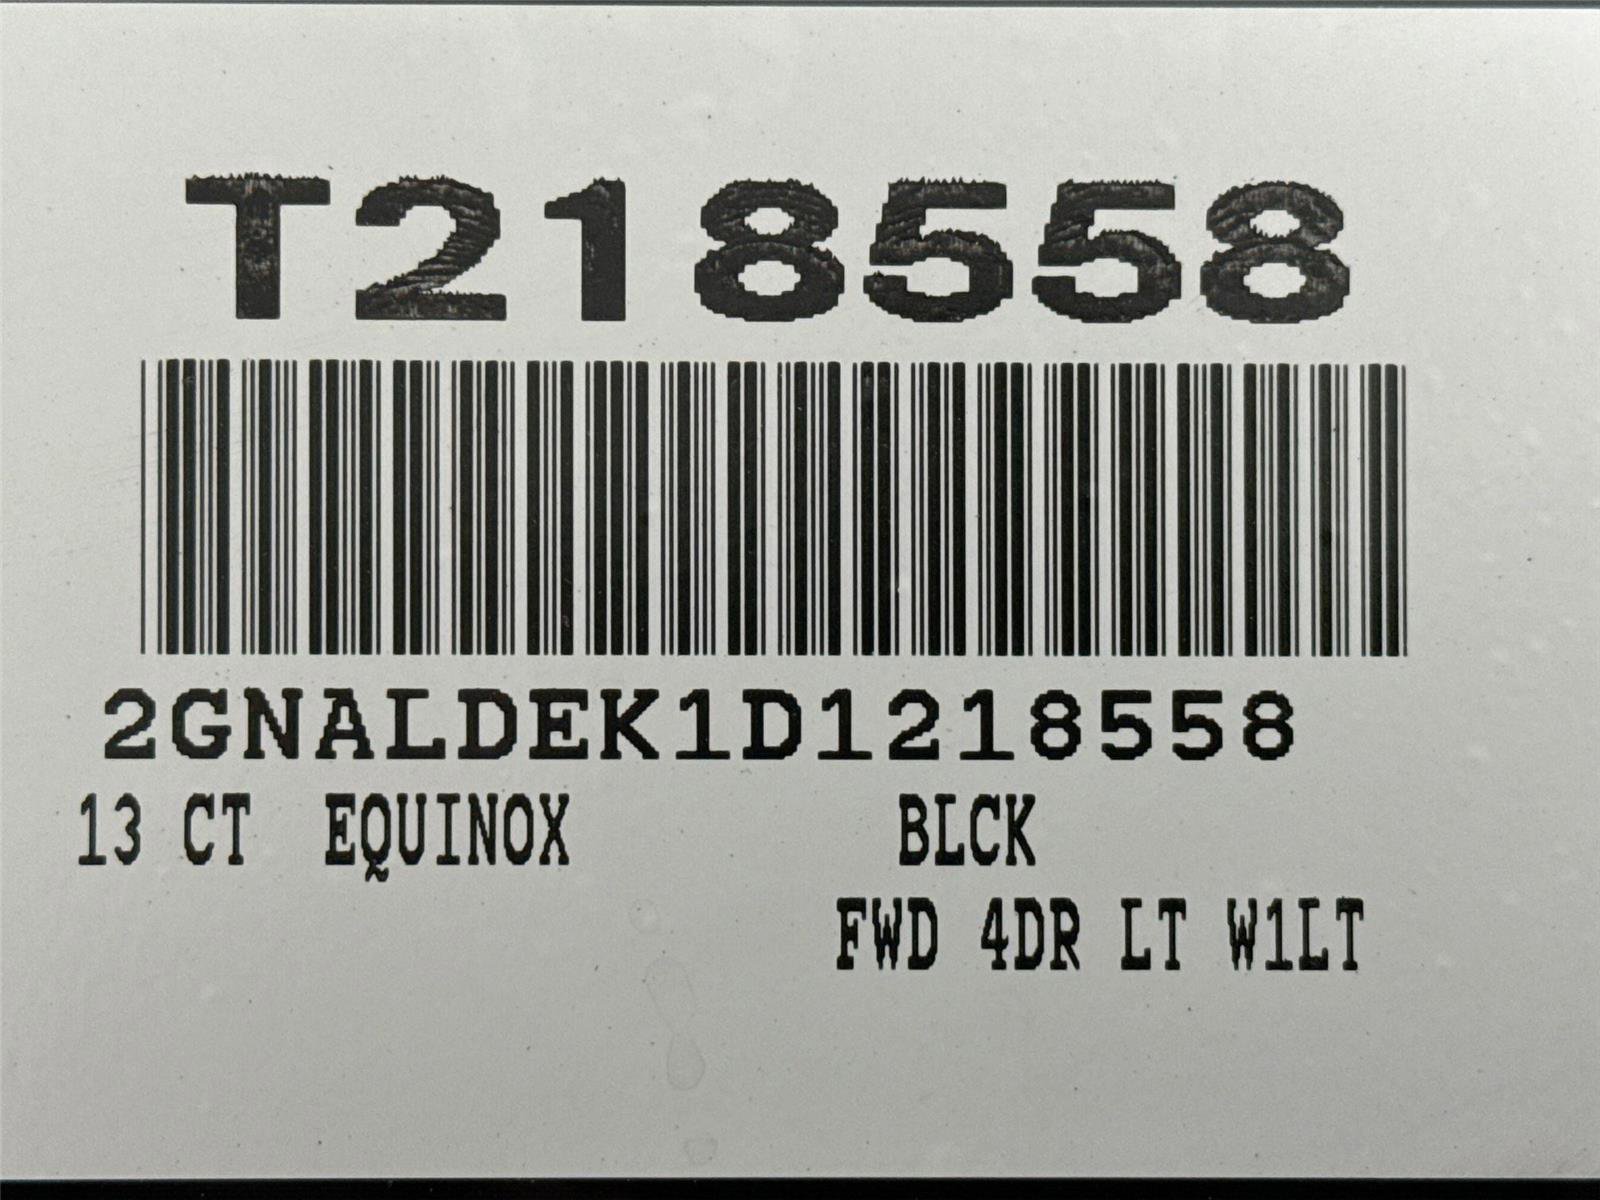 T218558
2GNALDEK1D1218558
13 CT EQUINOX BLCK
FWD 4DR LT W1LT